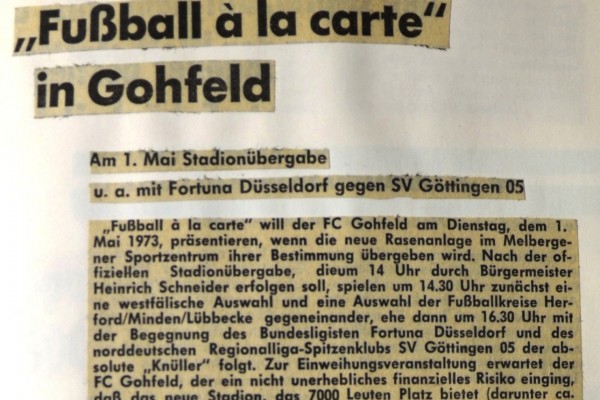 „Fußball à la carte“
in Gohfeld
Am 1. Mai Stadionübergabe
u. a. mit Fortuna Düsseldorf gegen SV Göttingen 05
„Fußball à la carte“ will der FC Gohfeld am Dienstag, dem 1.
Mai 1973, präsentieren, wenn die neue Rasenanlage im Melberge-
ner Sportzentrum ihrer Bestimmung übergeben wird. Nach der of-
fiziellen Stadionübergabe, dieum 14 Uhr durch Bürgermeister
Heinrich Schneider erfolgen soll, spielen um 14.30 Uhr zunächst ei-
ne westfälische Auswahl und eine Auswahl der Fußballkreise Her-
ford/Minden/Lübbecke gegeneinander, ehe dann um 16.30 Uhr mit
der Begegnung des Bundesligisten Fortuna Düsseldorf und des
norddeutschen Regionalliga-Spitzenklubs SV Göttingen 05 der ab-
solute „Knüller“ folgt. Zur Einweihungsveranstaltung erwartet der
FC Gohfeld, der ein nicht unerhebliches finanzielles Risiko einging,
daß das neue Stadion, das 7000 Leuten Platz bietet (darunter ca.